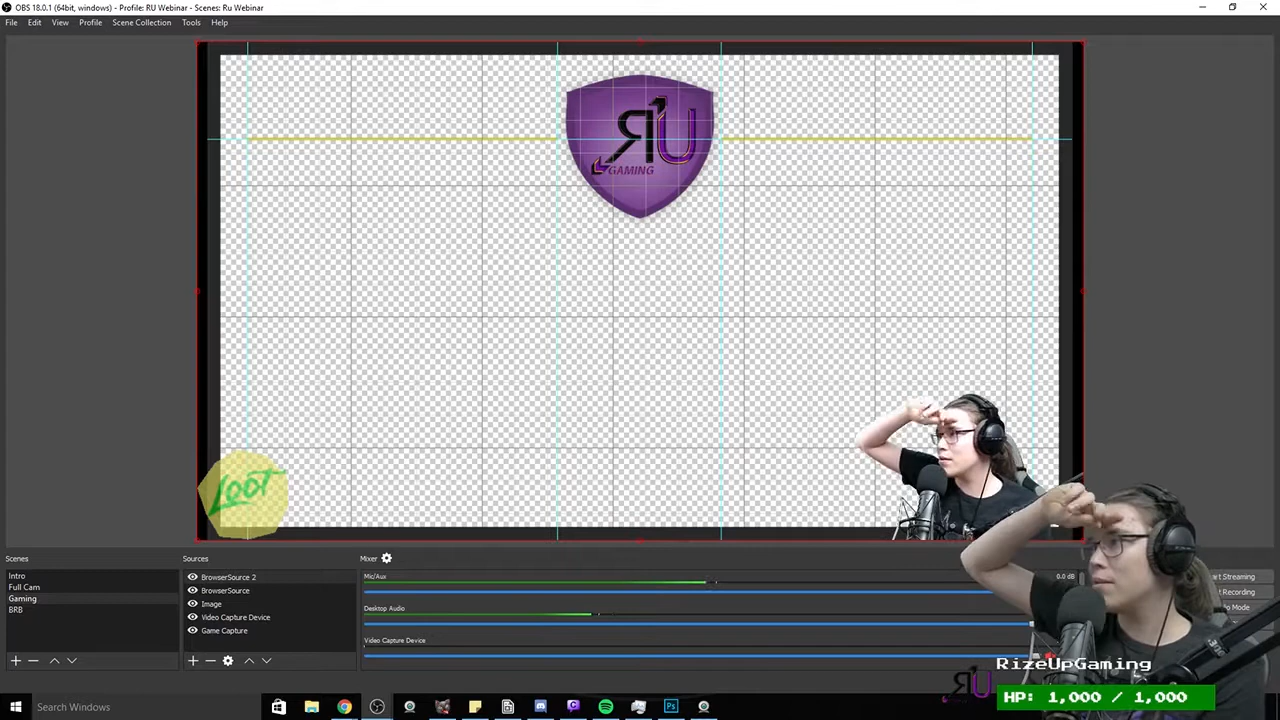 OBS 18.0.1 (64bit, windows) - Profile: RU Webinar - Scenes: Ru Webinar
File Edit View Profile Scene Collection Tools Help
RU
GAMING
LOOT
Scenes
Intro
Full Cam
Gaming
BRB
Sources
BrowserSource 2
BrowserSource
Image
Video Capture Device
Game Capture
Mixer
Mic/Aux 0.0 dB
Desktop Audio
Video Capture Device
Start Streaming
Recording
Mode
RizeUpGaming
HP: 1,000 / 1,000
Search Windows
Ps